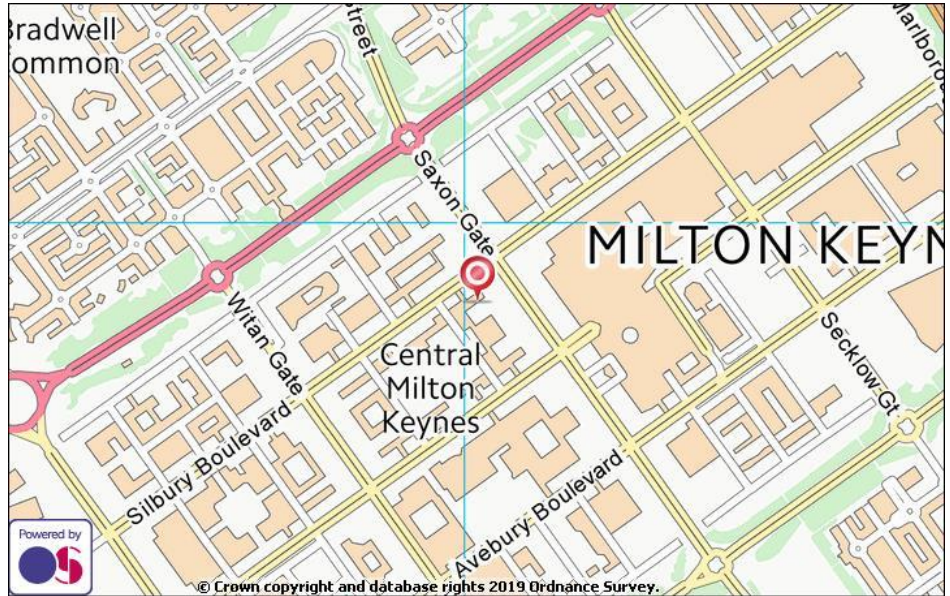 Bradwell
ommon
Street
Marlboro
Saxon Gate
MILTON KEYN
Witan Gate
Central
Milton
Keynes
Secklow Gt
Silbury Boulevard
Avebury Boulevard
Powered by
OS
© Crown copyright and database rights 2019 Ordnance Survey.